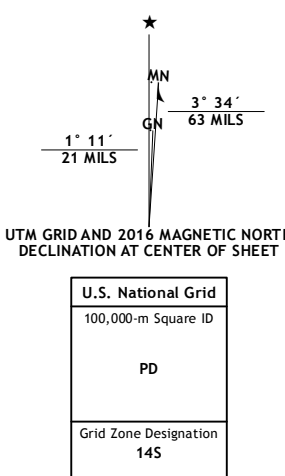 MN
3° 34´
63 MILS
GN
1° 11´
21 MILS
UTM GRID AND 2016 MAGNETIC NORTH
DECLINATION AT CENTER OF SHEET
U.S. National Grid
100,000-m Square ID
PD
Grid Zone Designation
14S